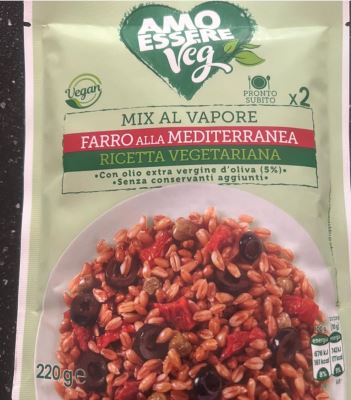 AMO
ESSERE
Veg
Vegan
PRONTO
SUBITO
x2
MIX AL VAPORE
FARRO ALLA MEDITERRANEA
RICETTA VEGETARIANA
•Con olio extra vergine d'oliva (5%)•
•Senza conservanti aggiunti•
220g e